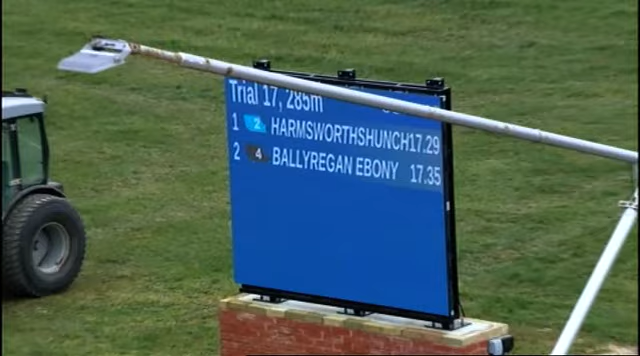 Trial 17, 285m
1 2 HARMSWORTHSHUNCH17.29
2 4 BALLYREGAN EBONY 17.35